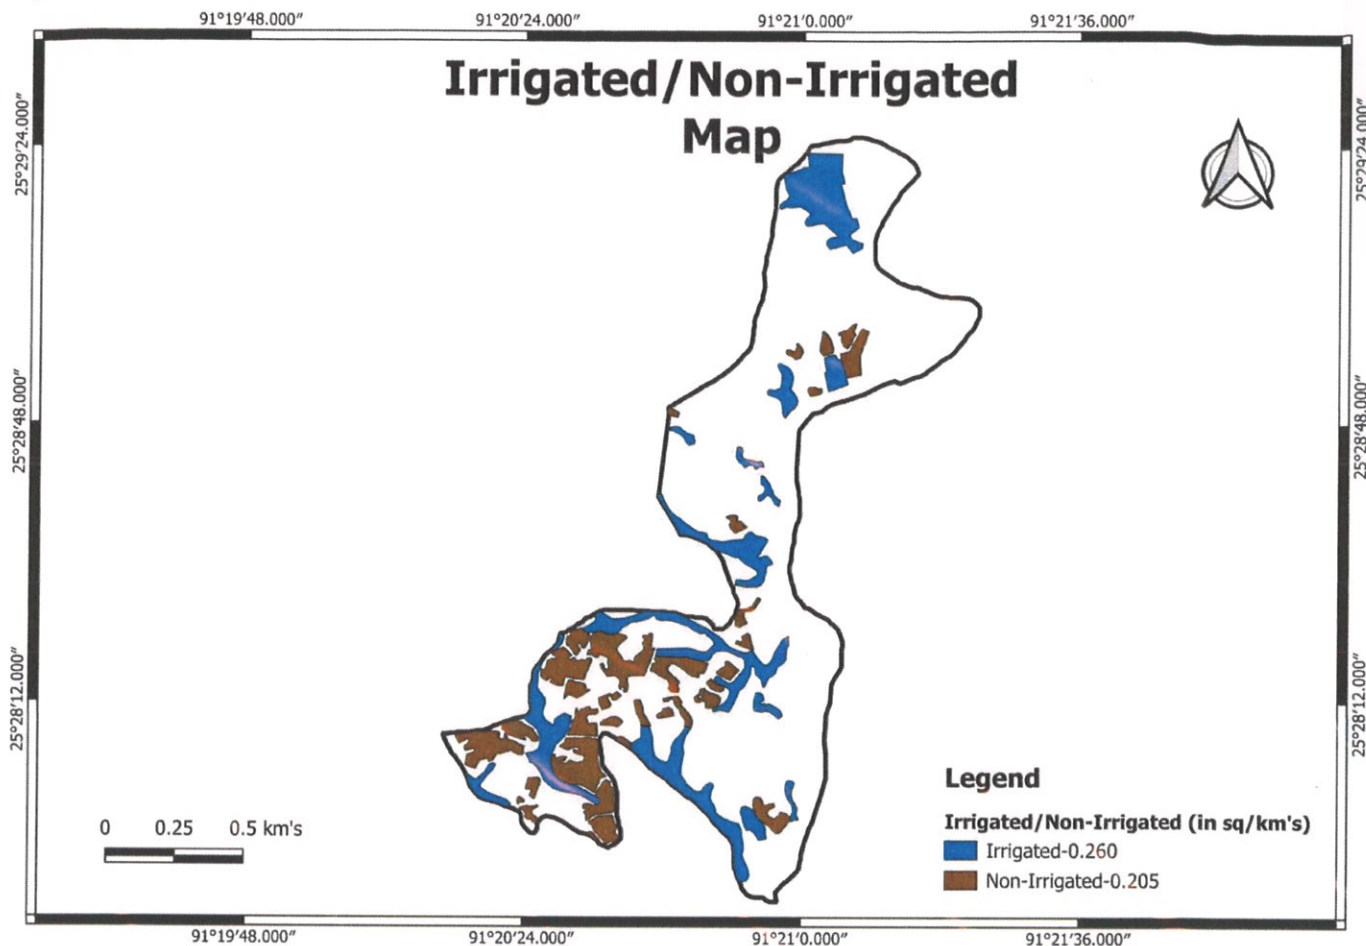 91°19'48.000" 91°20'24.000" 91°21'0.000" 91°21'36.000"
Irrigated/Non-Irrigated
Map
25°29'24.000"
25°29'24.000"
25°28'48.000"
25°28'48.000"
25°28'12.000"
25°28'12.000"
Legend
Irrigated/Non-Irrigated (in sq/km's)
Irrigated-0.260
Non-Irrigated-0.205
0 0.25 0.5 km's
91°19'48.000" 91°20'24.000" 91°21'0.000" 91°21'36.000"